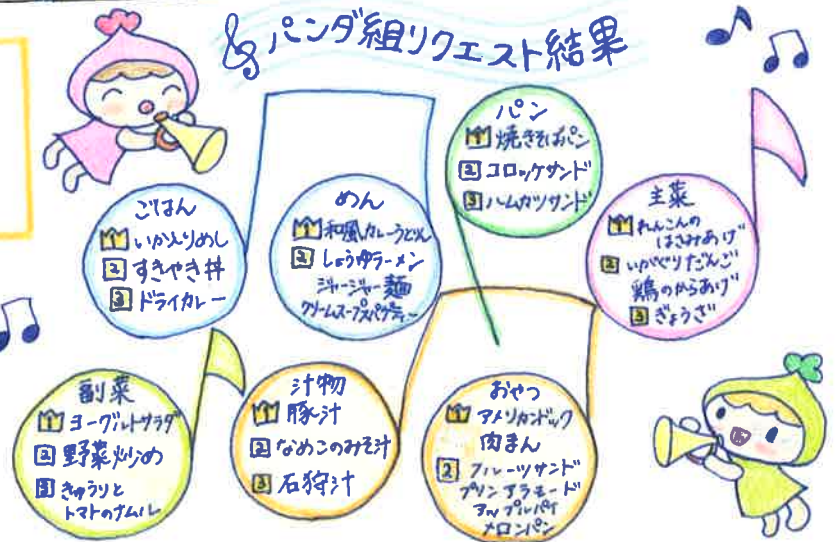 パンダ組リクエスト結果
ごはん
1 いか入りめし
2 すきやき丼
3 ドライカレー
めん
1 和風カレーうどん
2 しょうゆラーメン
ジャージャー麺
クリームスープスパゲティー
パン
1 焼きそばパン
2 コロッケサンド
3 ハムカツサンド
主菜
1 れんこんの
はさみあげ
2 いがぐりだんご
鶏のからあげ
3 ぎょうざ
副菜
1 ヨーグルトサラダ
2 野菜炒め
3 きゅうりと
トマトのナムル
汁物
1 豚汁
2 なめこのみそ汁
3 石狩汁
おやつ
1 アメリカンドック
肉まん
2 フルーツサンド
プリンアラモード
アップルパイ
メロンパン